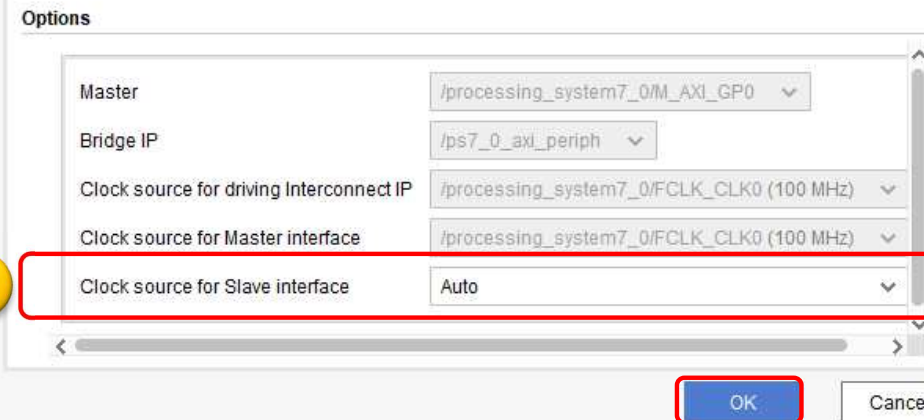 Options
Master /processing_system7_0/M_AXI_GP0
Bridge IP /ps7_0_axi_periph
Clock source for driving Interconnect IP /processing_system7_0/FCLK_CLK0 (100 MHz)
Clock source for Master interface /processing_system7_0/FCLK_CLK0 (100 MHz)
Clock source for Slave interface Auto
OK Cance